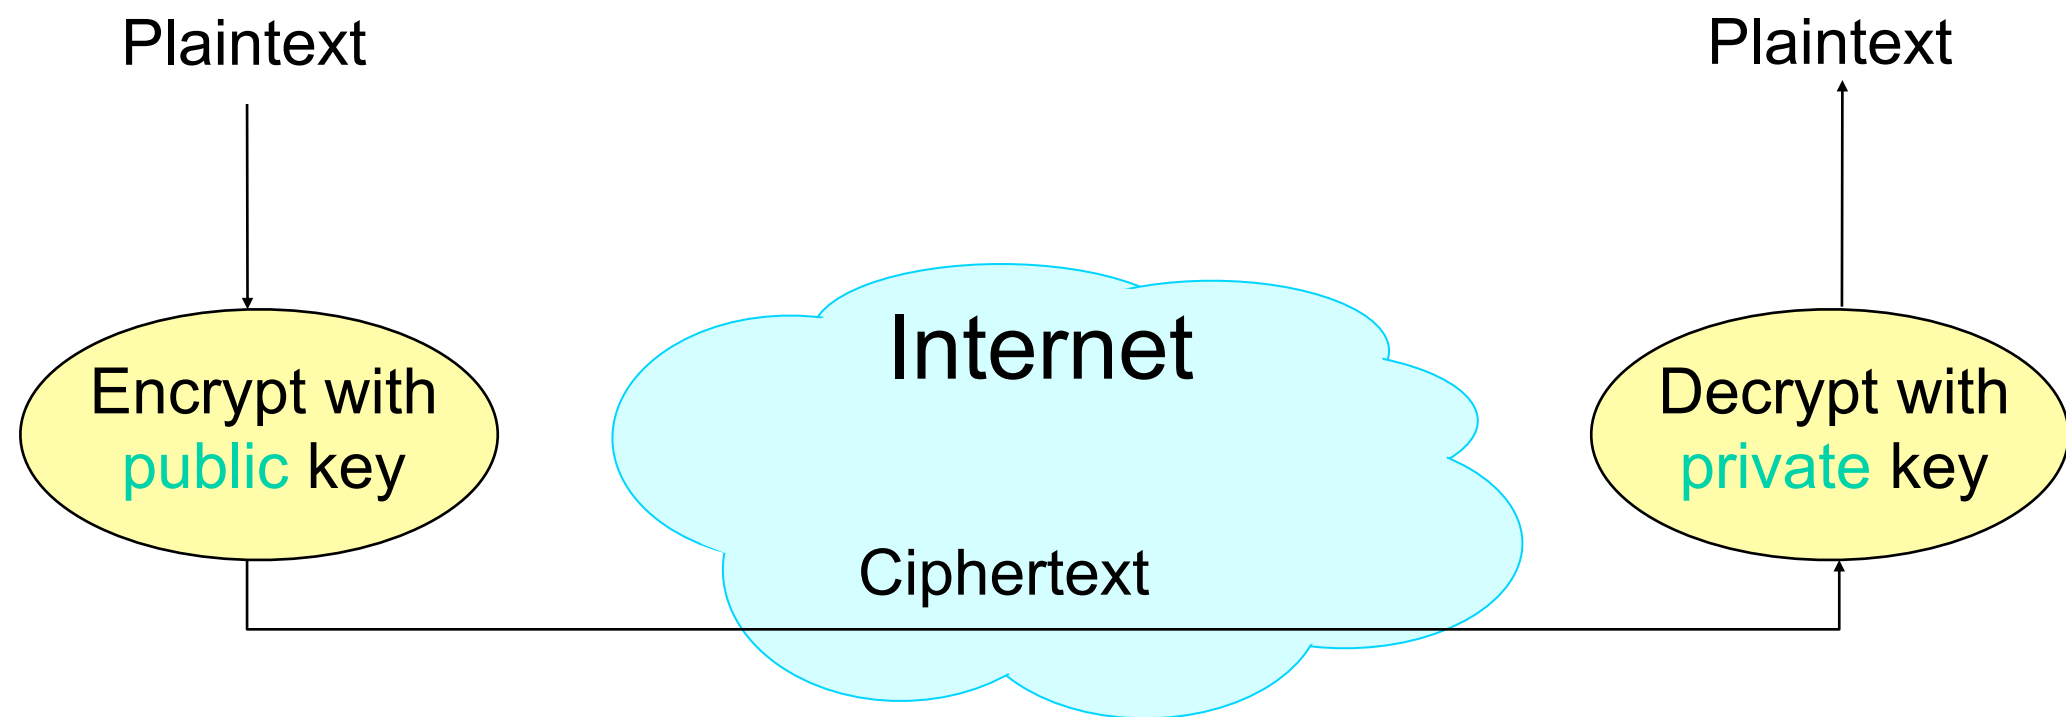 Plaintext
Plaintext
Internet
Encrypt with
public key
Decrypt with
private key
Ciphertext